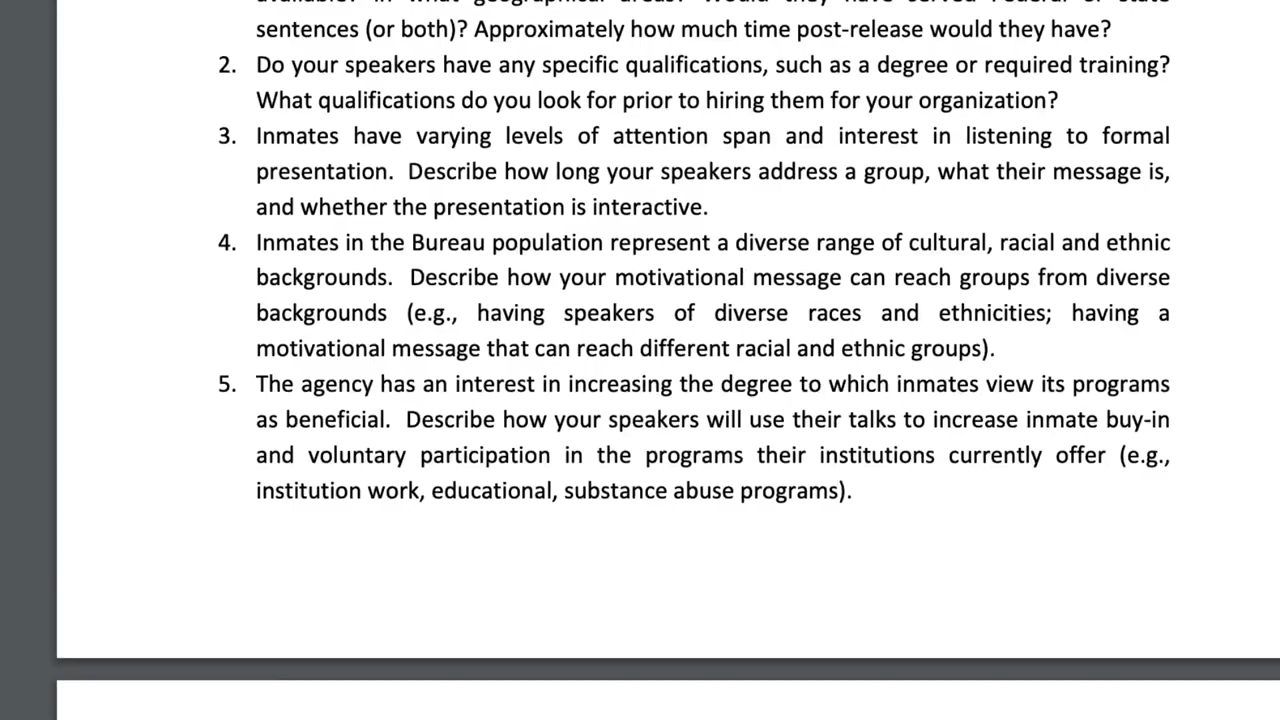 sentences (or both)? Approximately how much time post-release would they have?
2. Do your speakers have any specific qualifications, such as a degree or required training?
What qualifications do you look for prior to hiring them for your organization?
3. Inmates have varying levels of attention span and interest in listening to formal
presentation. Describe how long your speakers address a group, what their message is,
and whether the presentation is interactive.
4. Inmates in the Bureau population represent a diverse range of cultural, racial and ethnic
backgrounds. Describe how your motivational message can reach groups from diverse
backgrounds (e.g., having speakers of diverse races and ethnicities; having a
motivational message that can reach different racial and ethnic groups).
5. The agency has an interest in increasing the degree to which inmates view its programs
as beneficial. Describe how your speakers will use their talks to increase inmate buy-in
and voluntary participation in the programs their institutions currently offer (e.g.,
institution work, educational, substance abuse programs).